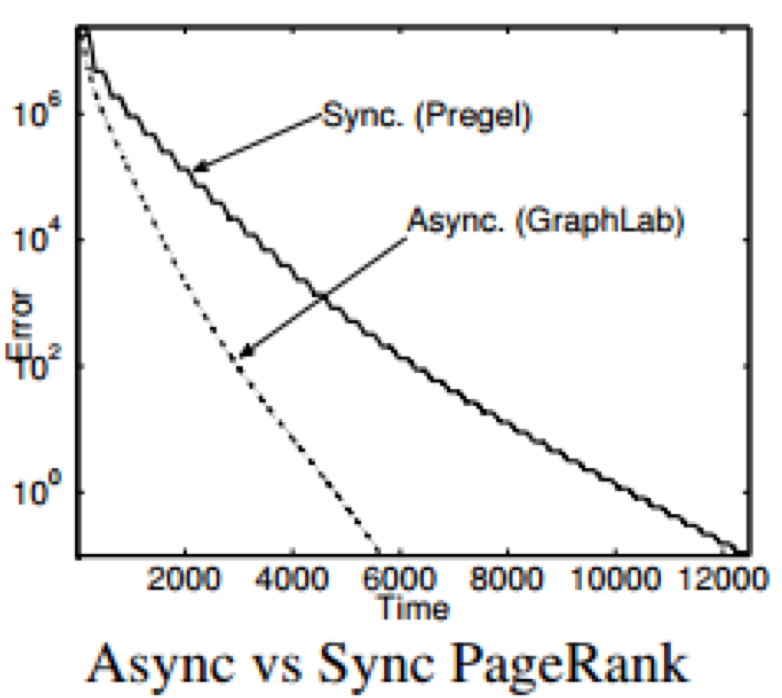 10^6
Sync. (Pregel)
Async. (GraphLab)
10^4
Error
10^2
10^0
2000 4000 6000 8000 10000 12000
Time
Async vs Sync PageRank